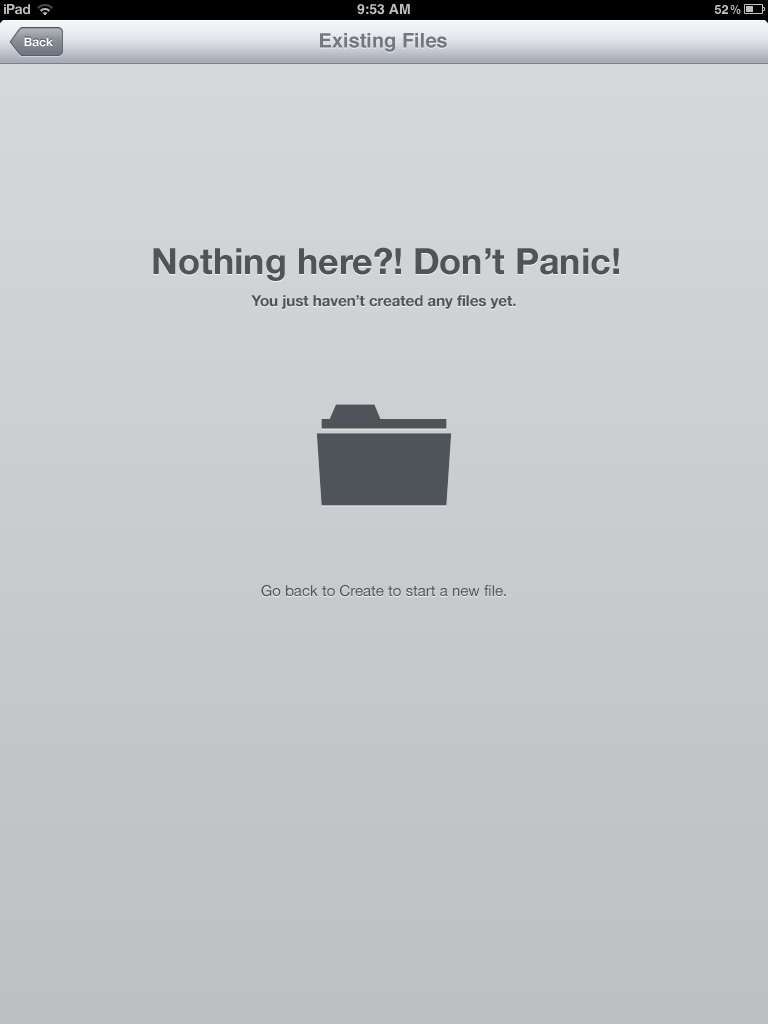 iPad 9:53 AM 52%
Back Existing Files
Nothing here?! Don’t Panic!
You just haven’t created any files yet.
Go back to Create to start a new file.